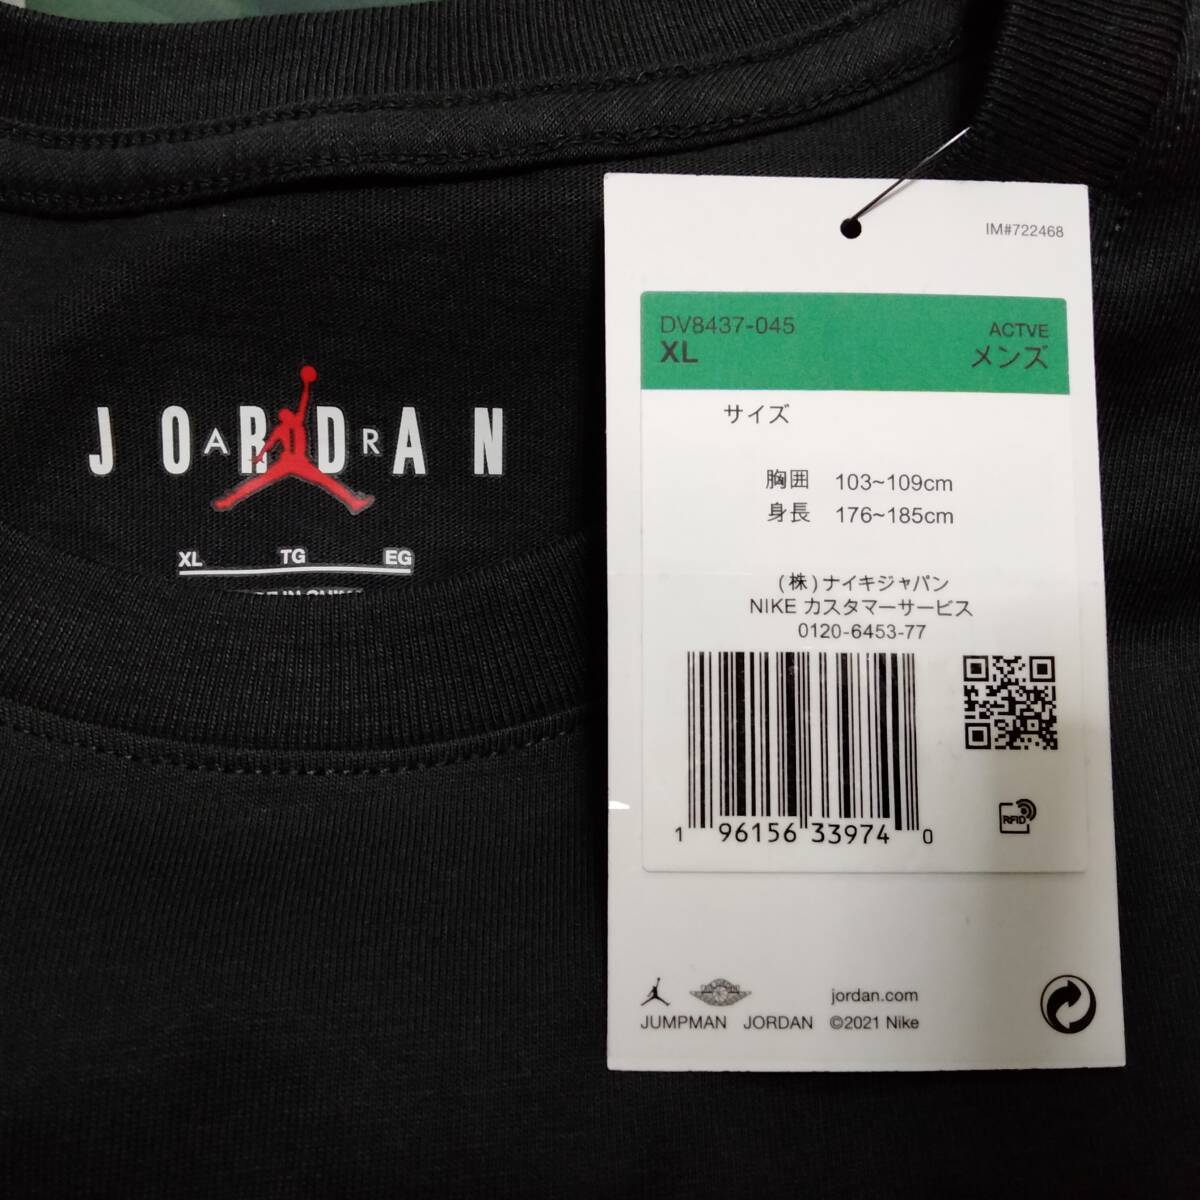 JORDAN
AIR
XL TG EG
IM#722468
DV8437-045
XL
ACTVE
メンズ
サイズ
胸囲 103~109cm
身長 176~185cm
(株)ナイキジャパン
NIKE カスタマーサービス
0120-6453-77
1 96156 33974 0
RFID
jordan.com
JUMPMAN JORDAN ©2021 Nike